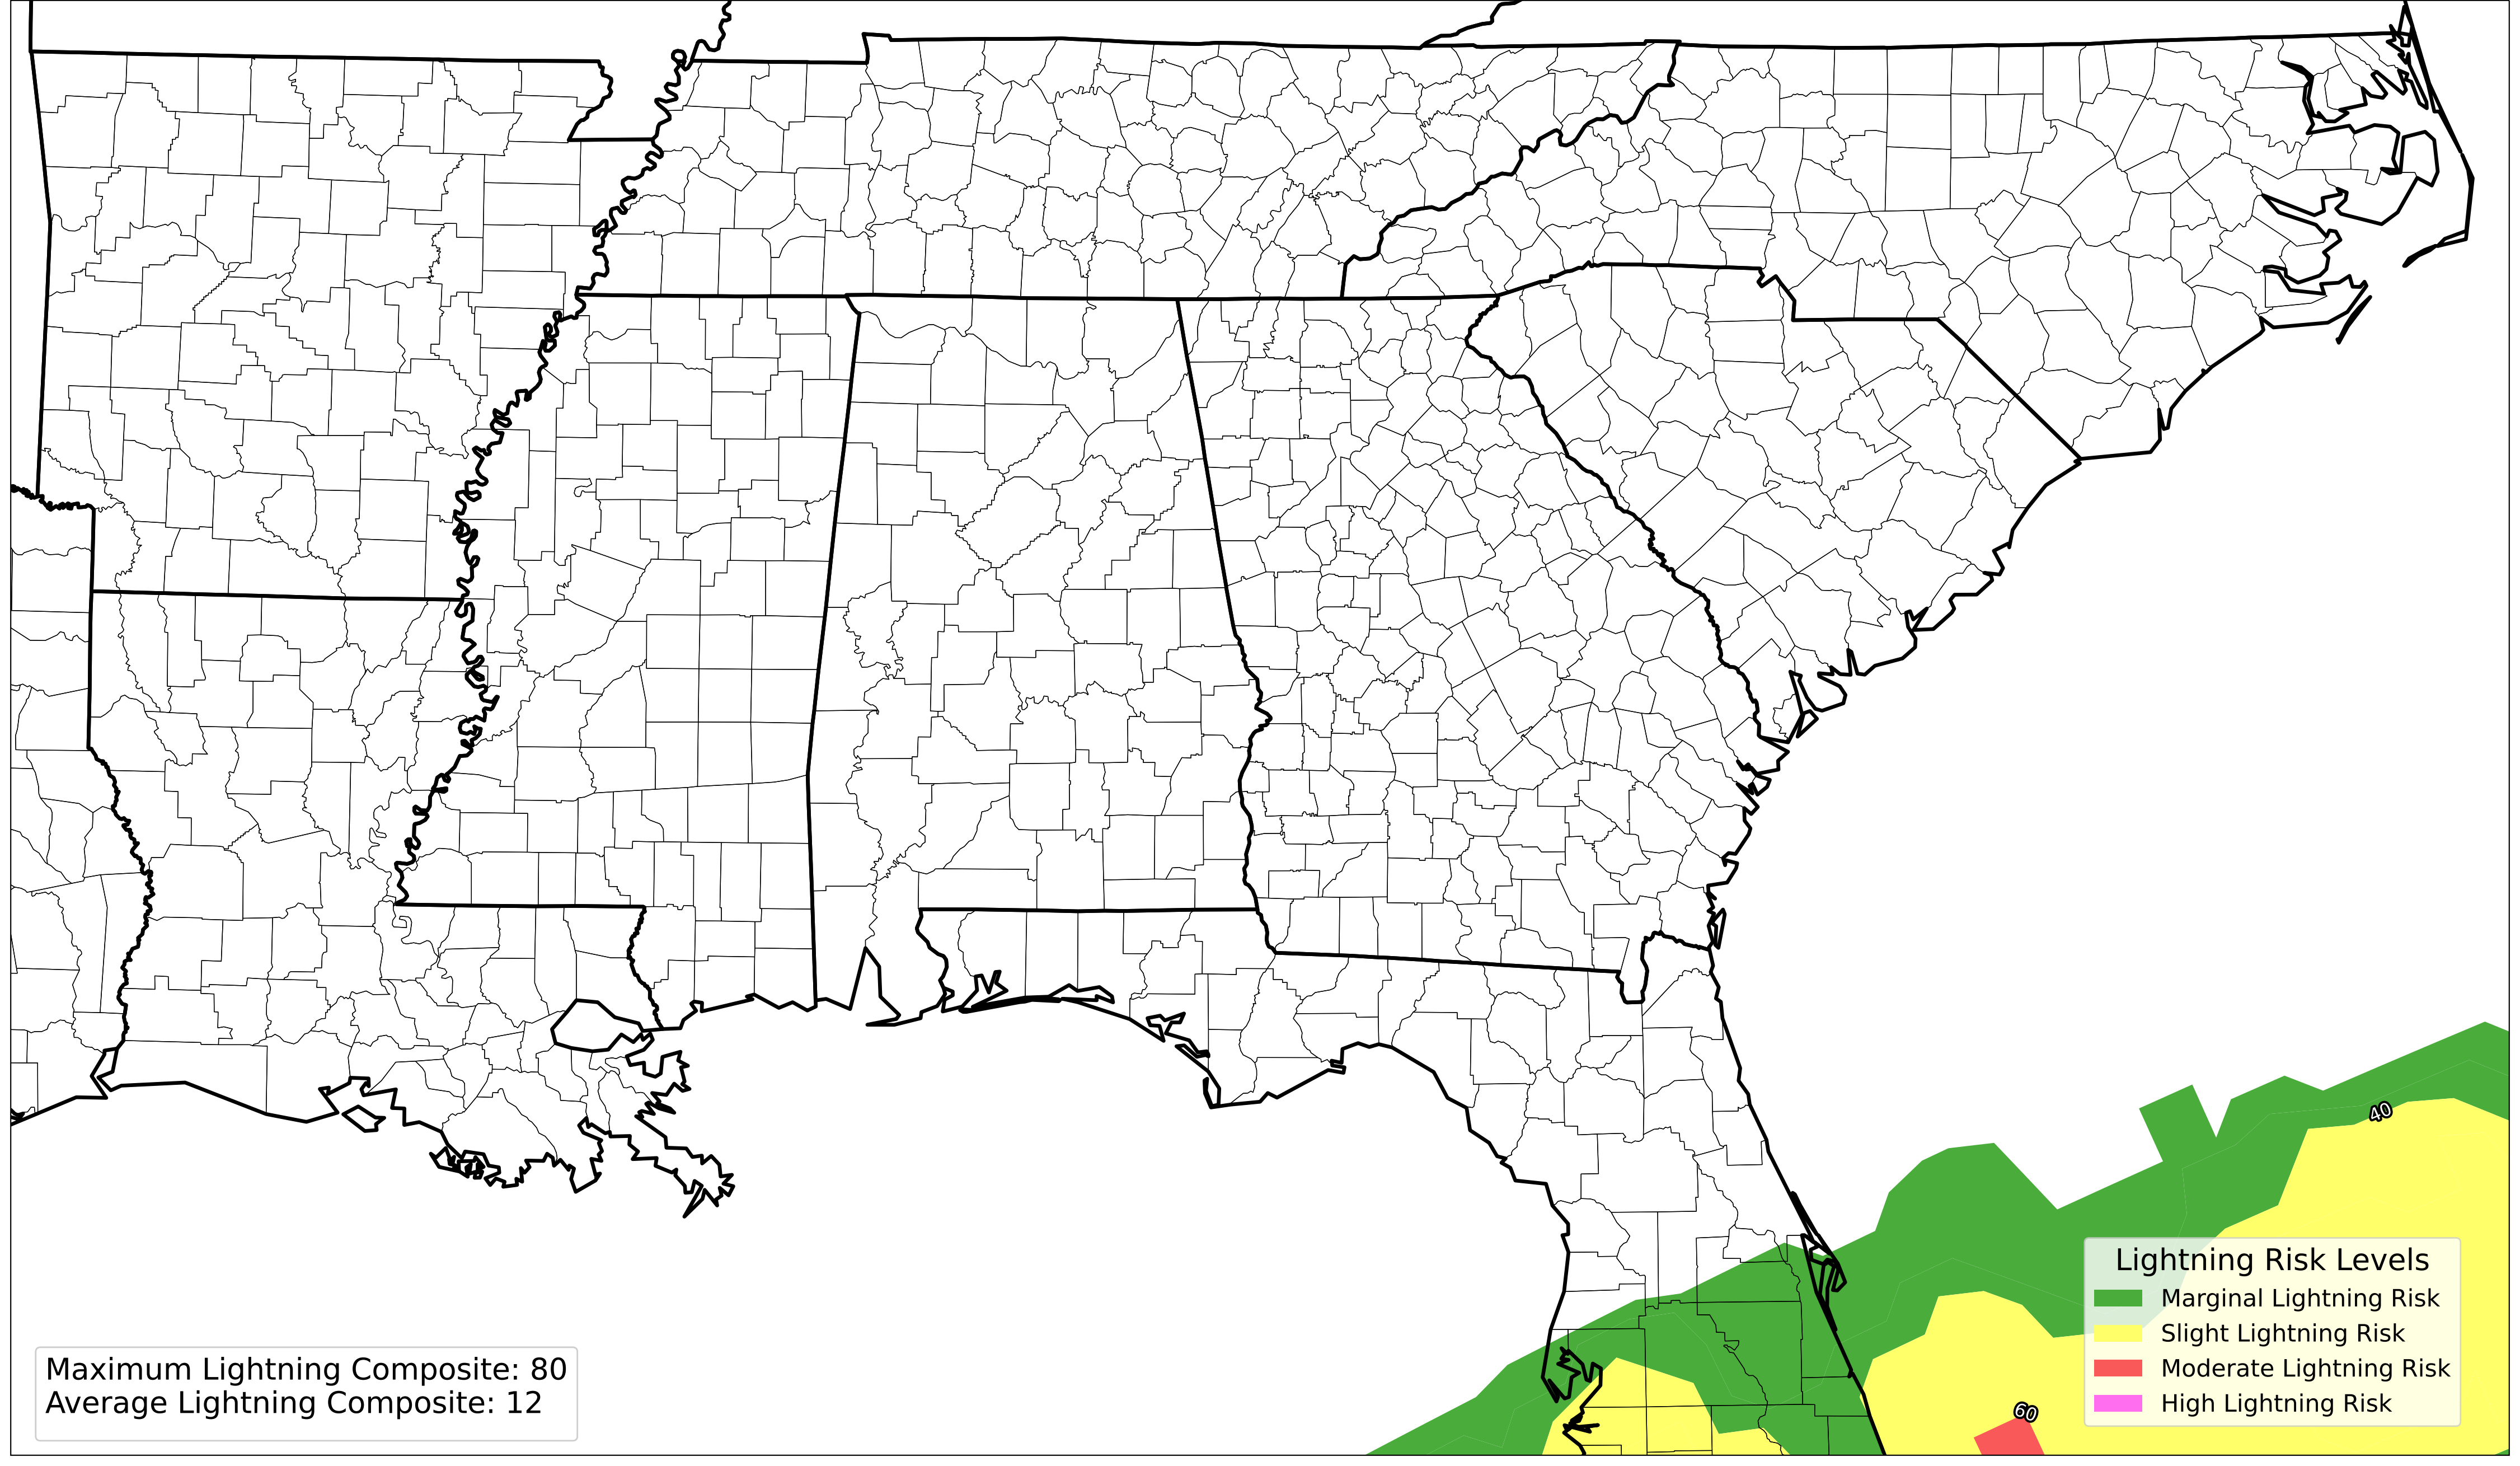 40
Lightning Risk Levels
Marginal Lightning Risk
Slight Lightning Risk
Moderate Lightning Risk
High Lightning Risk
Maximum Lightning Composite: 80
Average Lightning Composite: 12
60